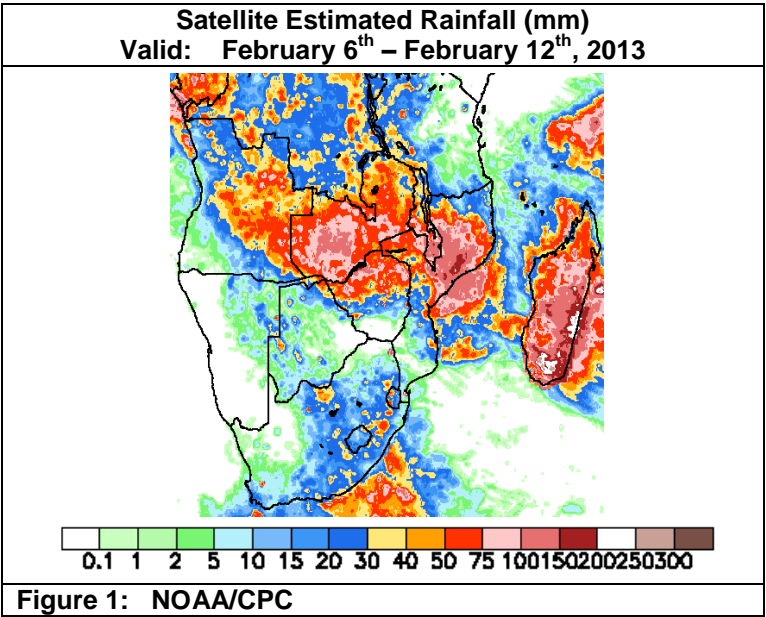 Satellite Estimated Rainfall (mm)
Valid: February 6th – February 12th, 2013
0.1 1 2 5 10 15 20 30 40 50 75 100150200250300
Figure 1: NOAA/CPC